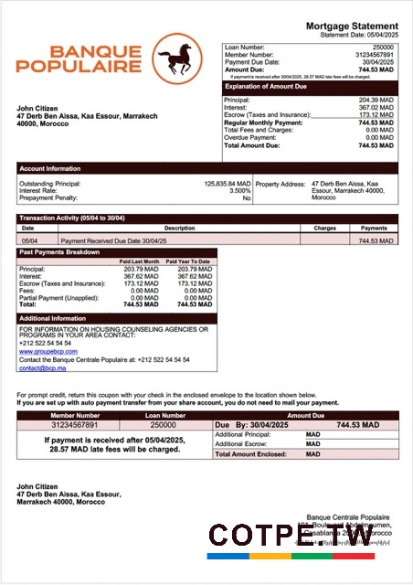 Mortgage Statement
Statement Date: 05/04/2025
BANQUE
POPULAIRE
Loan Number: 250000
Member Number: 31234567891
Payment Due Date: 30/04/2025
Amount Due: 744.53 MAD
If payment is received after 30/04/2025, 28.57 MAD late fees will be charged.
Explanation of Amount Due
Principal: 204.39 MAD
Interest: 367.02 MAD
Escrow (Taxes and Insurance): 173.12 MAD
Regular Monthly Payment: 744.53 MAD
Total Fees and Charges: 0.00 MAD
Overdue Payment: 0.00 MAD
Total Amount Due: 744.53 MAD
John Citizen
47 Derb Ben Aissa, Kaa Essour, Marrakech
40000, Morocco
Account Information
Outstanding Principal: 125,835.84 MAD
Interest Rate: 3.500%
Prepayment Penalty: No
Property Address: 47 Derb Ben Aissa, Kaa
Essour, Marrakech 40000,
Morocco
Transaction Activity (05/04 to 30/04)
Date Description Charges Payments
05/04 Payment Received Due Date 30/04/25 744.53 MAD
Past Payments Breakdown
Paid Last Month Paid Year To Date
Principal: 203.79 MAD 203.79 MAD
Interest: 367.62 MAD 367.62 MAD
Escrow (Taxes and Insurance): 173.12 MAD 173.12 MAD
Fees: 0.00 MAD 0.00 MAD
Partial Payment (Unapplied): 0.00 MAD 0.00 MAD
Total: 744.53 MAD 744.53 MAD
Additional Information
FOR INFORMATION ON HOUSING COUNSELING AGENCIES OR
PROGRAMS IN YOUR AREA CONTACT:
+212 522 54 54 54
www.groupebcp.com
Contact the Banque Centrale Populaire at: +212 522 54 54 54
contact@bcp.ma
For prompt credit, return this coupon with your check in the enclosed envelope to the location shown below.
If you are set up with auto payment transfer from your share account, you do not need to mail your payment.
Member Number Loan Number Amount Due
31234567891 250000 Due By: 30/04/2025 744.53 MAD
If payment is received after 05/04/2025,
28.57 MAD late fees will be charged.
Additional Principal: MAD
Additional Escrow: MAD
Total Amount Enclosed: MAD
John Citizen
47 Derb Ben Aissa, Kaa Essour,
Marrakech 40000, Morocco
Banque Centrale Populaire
COTPE.TW